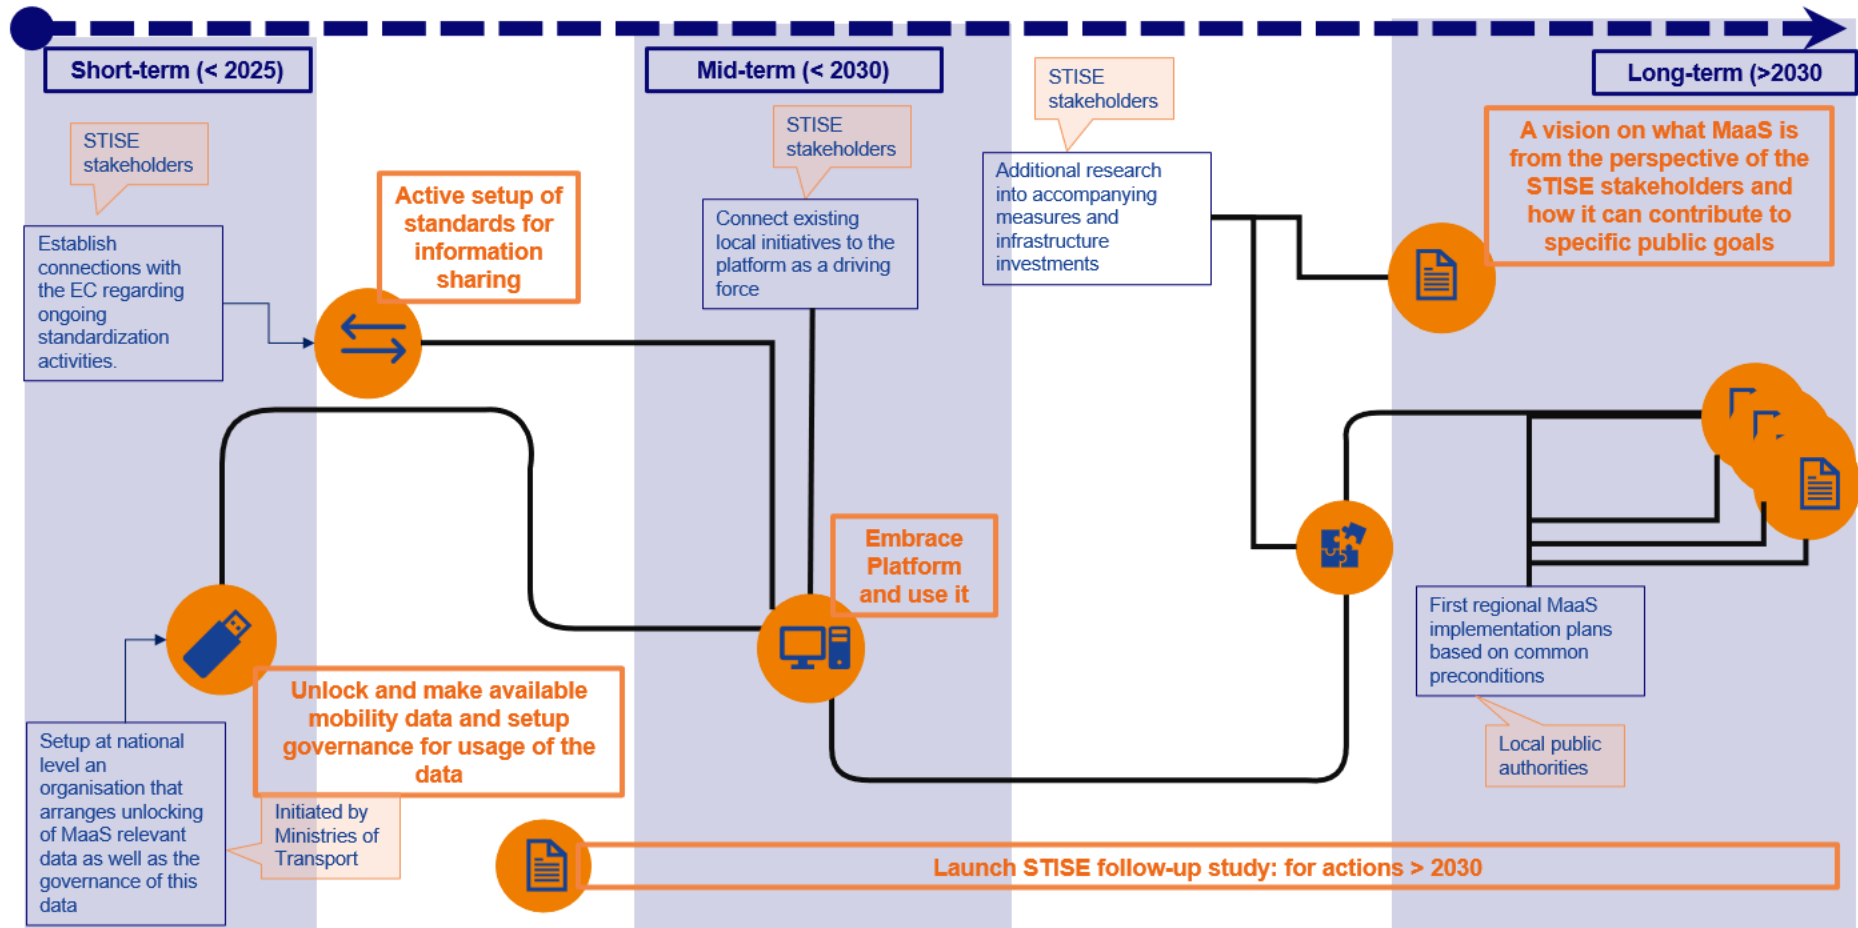 Short-term (< 2025)
Mid-term (< 2030)
Long-term (>2030
STISE
stakeholders
Establish
connections with
the EC regarding
ongoing
standardization
activities.
Active setup of
standards for
information
sharing
STISE
stakeholders
Connect existing
local initiatives to the
platform as a driving
force
STISE
stakeholders
Additional research
into accompanying
measures and
infrastructure
investments
A vision on what MaaS is
from the perspective of the
STISE stakeholders and
how it can contribute to
specific public goals
Embrace
Platform
and use it
First regional MaaS
implementation plans
based on common
preconditions
Local public
authorities
Unlock and make available
mobility data and setup
governance for usage of the
data
Setup at national
level an
organisation that
arranges unlocking
of MaaS relevant
data as well as the
governance of this
data
Initiated by
Ministries of
Transport
Launch STISE follow-up study: for actions > 2030